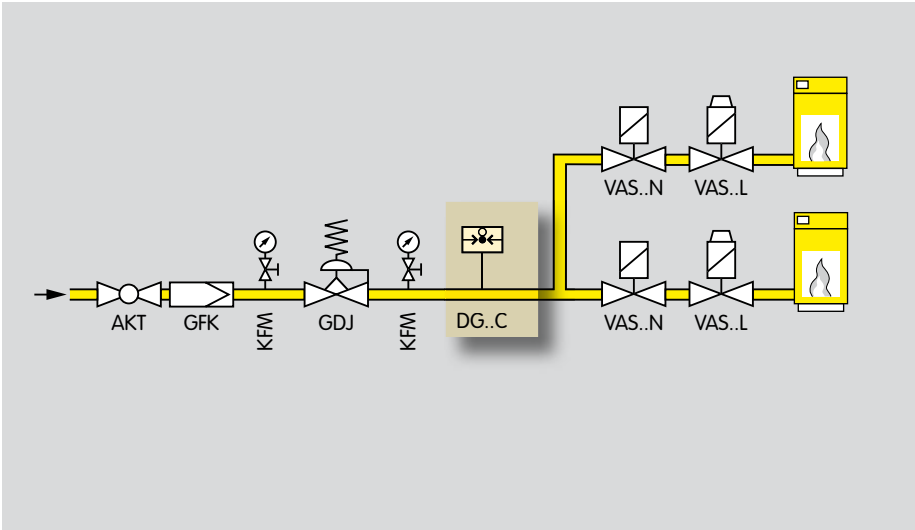 VAS..N
VAS..L
AKT
GFK
KFM
GDJ
KFM
DG..C
VAS..N
VAS..L